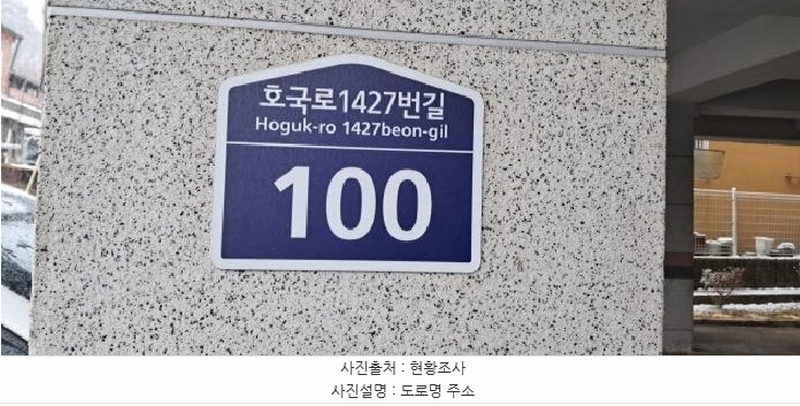 호국로1427번길
Hoguk-ro 1427beon-gil
100
사진출처 : 현황조사
사진설명 : 도로명 주소